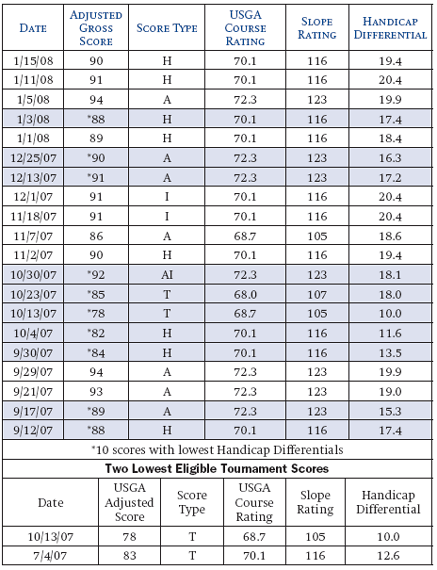 DATE ADJUSTED GROSS SCORE SCORE TYPE USGA COURSE RATING SLOPE RATING HANDICAP DIFFERENTIAL
1/15/08 90 H 70.1 116 19.4
1/11/08 91 H 70.1 116 20.4
1/5/08 94 A 72.3 123 19.9
1/3/08 *88 H 70.1 116 17.4
1/1/08 89 H 70.1 116 18.4
12/25/07 *90 A 72.3 123 16.3
12/13/07 *91 A 72.3 123 17.2
12/1/07 91 I 70.1 116 20.4
11/18/07 91 I 70.1 116 20.4
11/7/07 86 A 68.7 105 18.6
11/2/07 90 H 70.1 116 19.4
10/30/07 *92 AI 72.3 123 18.1
10/23/07 *85 T 68.0 107 18.0
10/13/07 *78 T 68.7 105 10.0
10/4/07 *82 H 70.1 116 11.6
9/30/07 *84 H 70.1 116 13.5
9/29/07 94 A 72.3 123 19.9
9/21/07 93 A 72.3 123 19.0
9/17/07 *89 A 72.3 123 15.3
9/12/07 *88 H 70.1 116 17.4
*10 scores with lowest Handicap Differentials
Two Lowest Eligible Tournament Scores
Date USGA Adjusted Score Score Type USGA Course Rating Slope Rating Handicap Differential
10/13/07 78 T 68.7 105 10.0
7/4/07 83 T 70.1 116 12.6